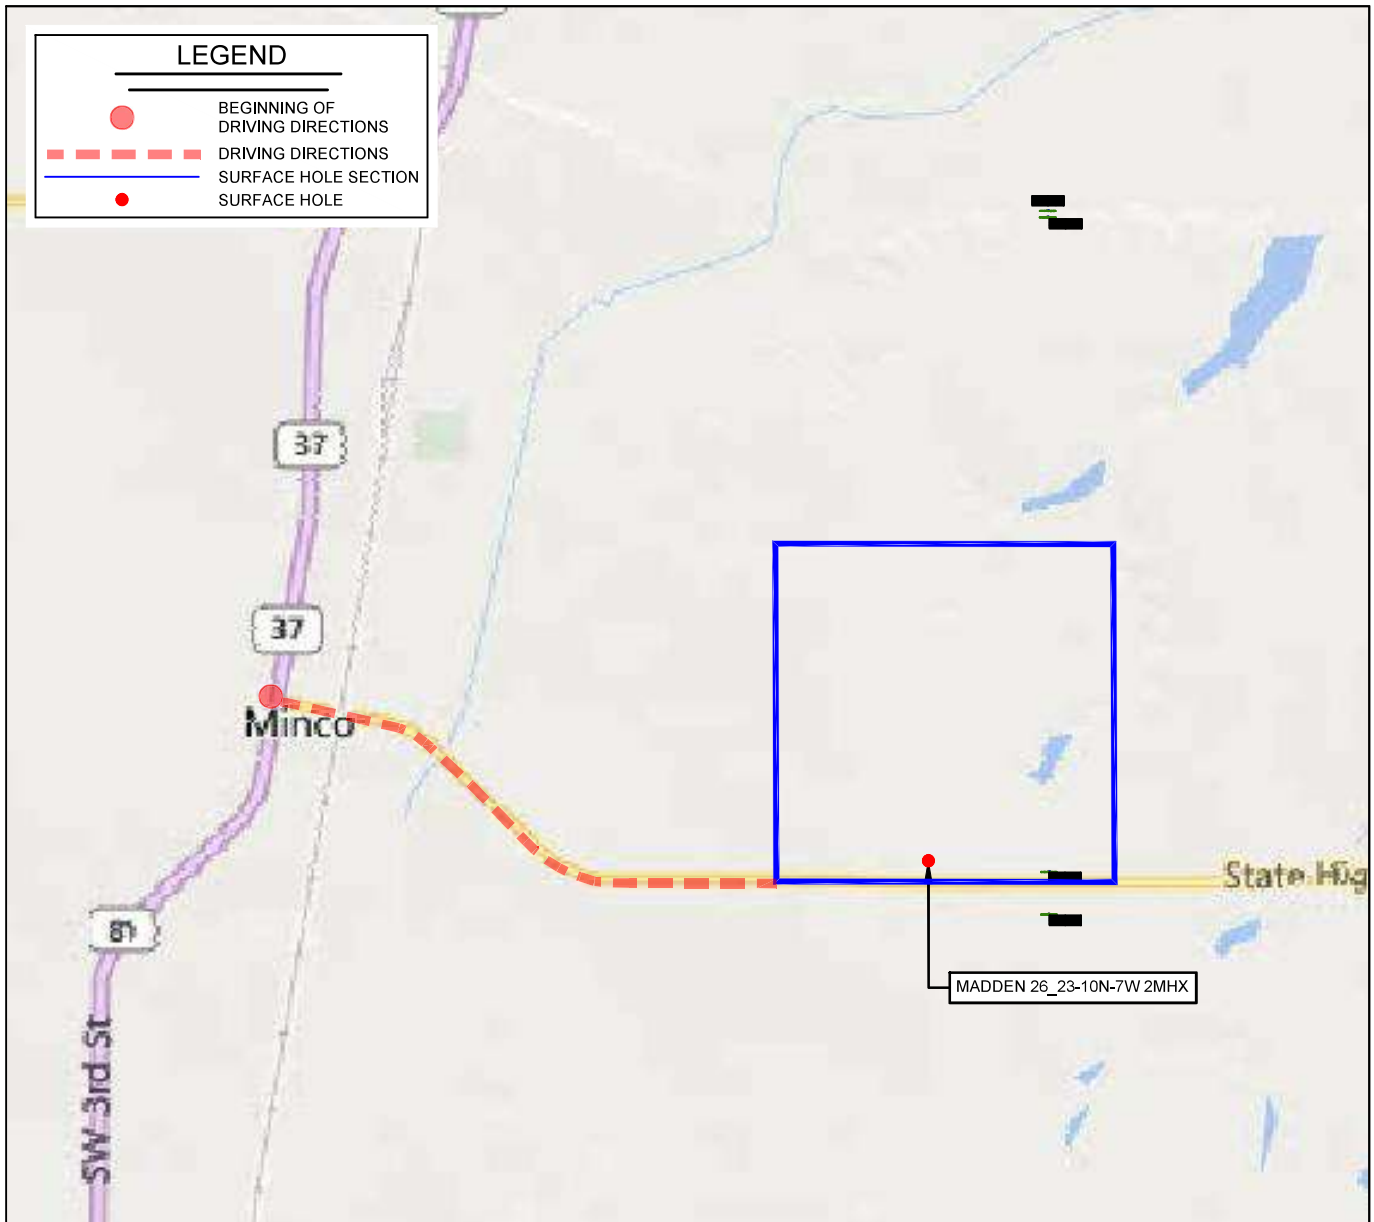 LEGEND
BEGINNING OF
DRIVING DIRECTIONS
DRIVING DIRECTIONS
SURFACE HOLE SECTION
SURFACE HOLE
37
37
Minco
State
MADDEN 26_23-10N-7W 2MHX
SW 3rd St